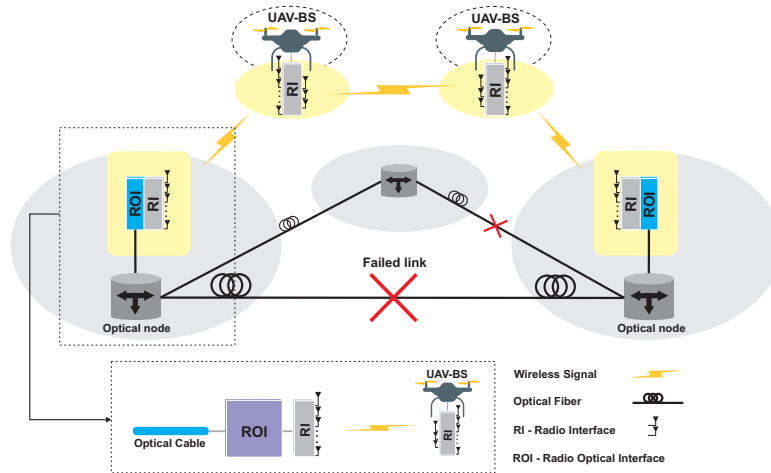 UAV-BS
UAV-BS
RI
RI
ROI
RI
RI
ROI
Failed link
Optical node
Optical node
UAV-BS
ROI
RI
RI
Optical Cable
Wireless Signal
Optical Fiber
RI - Radio Interface
ROI - Radio Optical Interface